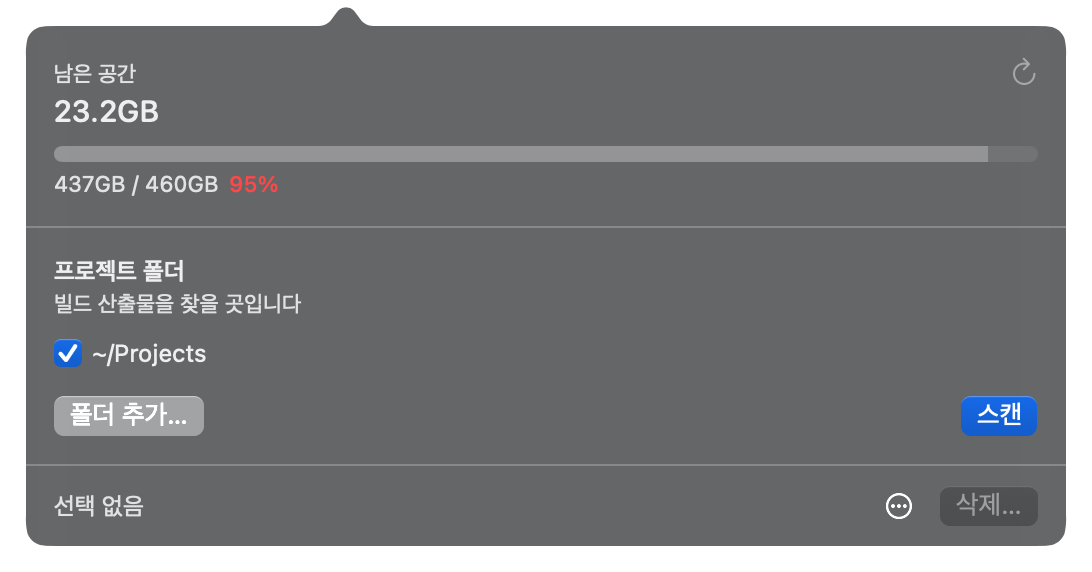 남은 공간
23.2GB
437GB / 460GB 95%
프로젝트 폴더
빌드 산출물을 찾을 곳입니다
~/Projects
폴더 추가... 스캔
선택 없음 삭제...